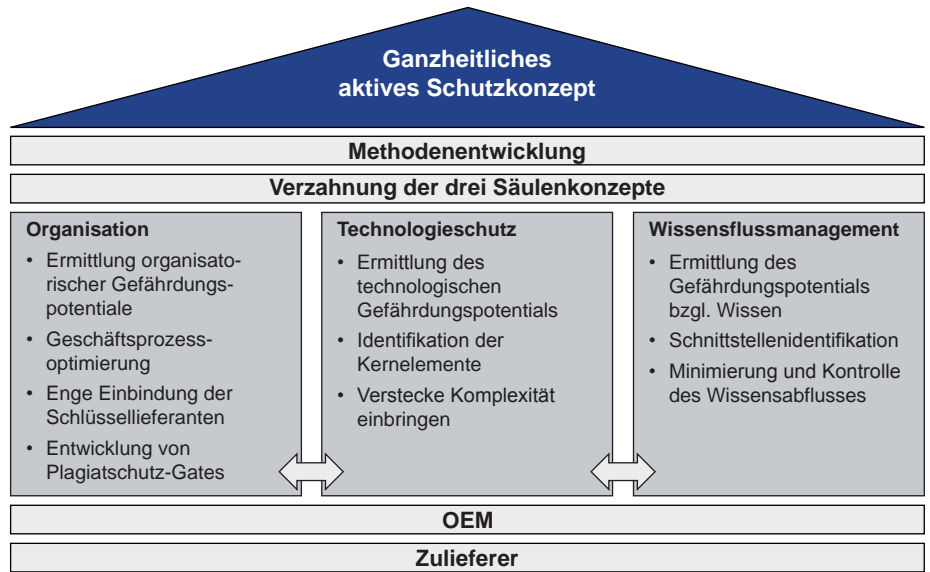 Ganzheitliches
aktives Schutzkonzept
Methodenentwicklung
Verzahnung der drei Säulenkonzepte
Organisation
• Ermittlung organisato-
rischer Gefährdungs-
potentiale
• Geschäftsprozess-
optimierung
• Enge Einbindung der
Schlüssellieferanten
• Entwicklung von
Plagiatschutz-Gates
Technologieschutz
• Ermittlung des
technologischen
Gefährdungspotentials
• Identifikation der
Kernelemente
• Verstecke Komplexität
einbringen
Wissensflussmanagement
• Ermittlung des
Gefährdungspotentials
bzgl. Wissen
• Schnittstellenidentifikation
• Minimierung und Kontrolle
des Wissensabflusses
OEM
Zulieferer